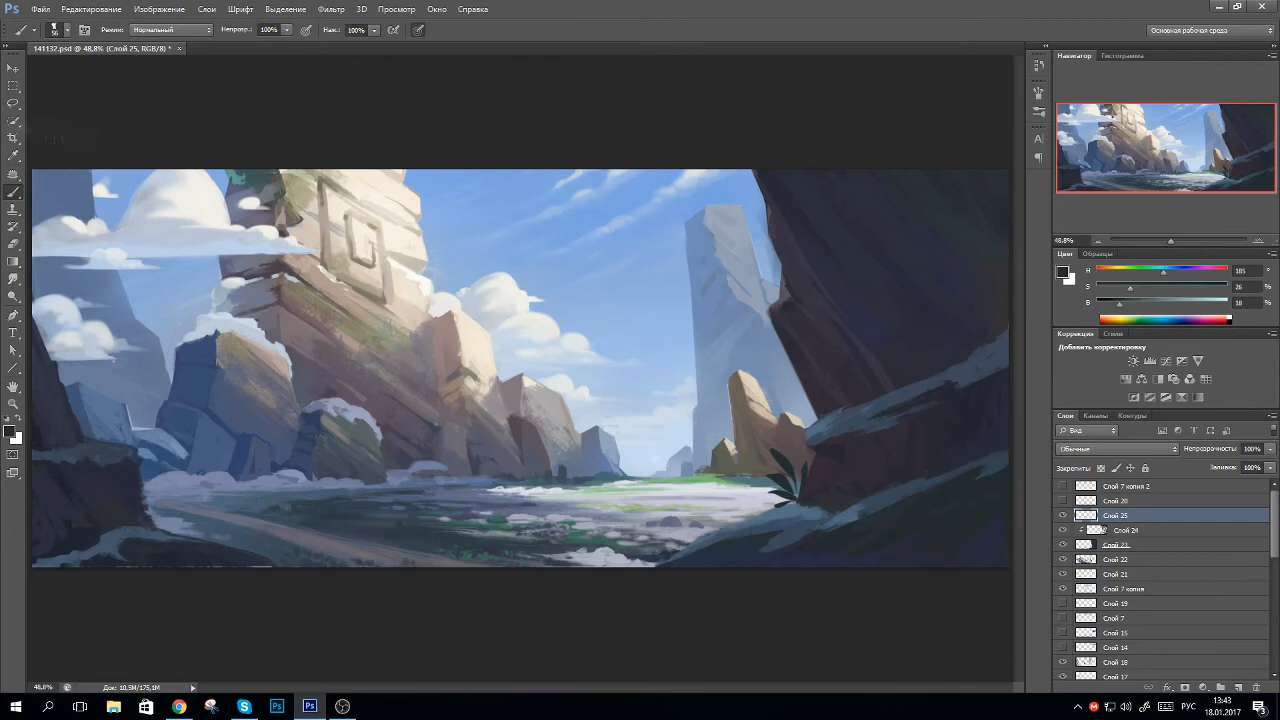 Ps Файл Редактирование Изображение Слои Шрифт Выделение Фильтр 3D Просмотр Окно Справка
56 Режим: Нормальный Непрозр.: 100% Наж.: 100% Основная рабочая среда
141132.psd @ 48,8% (Слой 25, RGB/8) * ×
Навигатор Гистограмма
48,8%
Цвет Образцы
H 185 °
S 26 %
B 18 %
Коррекция Стили
Добавить корректировку
Слои Каналы Контуры
Вид
Обычные Непрозрачность: 100%
Закрепить: Заливка: 100%
Слой 7 копия 2
Слой 20
Слой 25
Слой 24
Слой 23
Слой 22
Слой 21
Слой 7 копия
Слой 19
Слой 7
Слой 15
Слой 14
Слой 18
Слой 17
48,8% Док: 10,5M/175,1M
РУС 13:43
18.01.2017